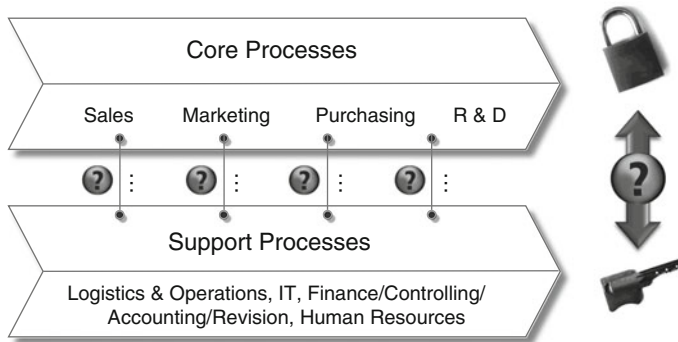 Core Processes
Sales Marketing Purchasing R & D
? ⋮ ? ⋮ ? ⋮ ? ⋮ ?
Support Processes
Logistics & Operations, IT, Finance/Controlling/
Accounting/Revision, Human Resources